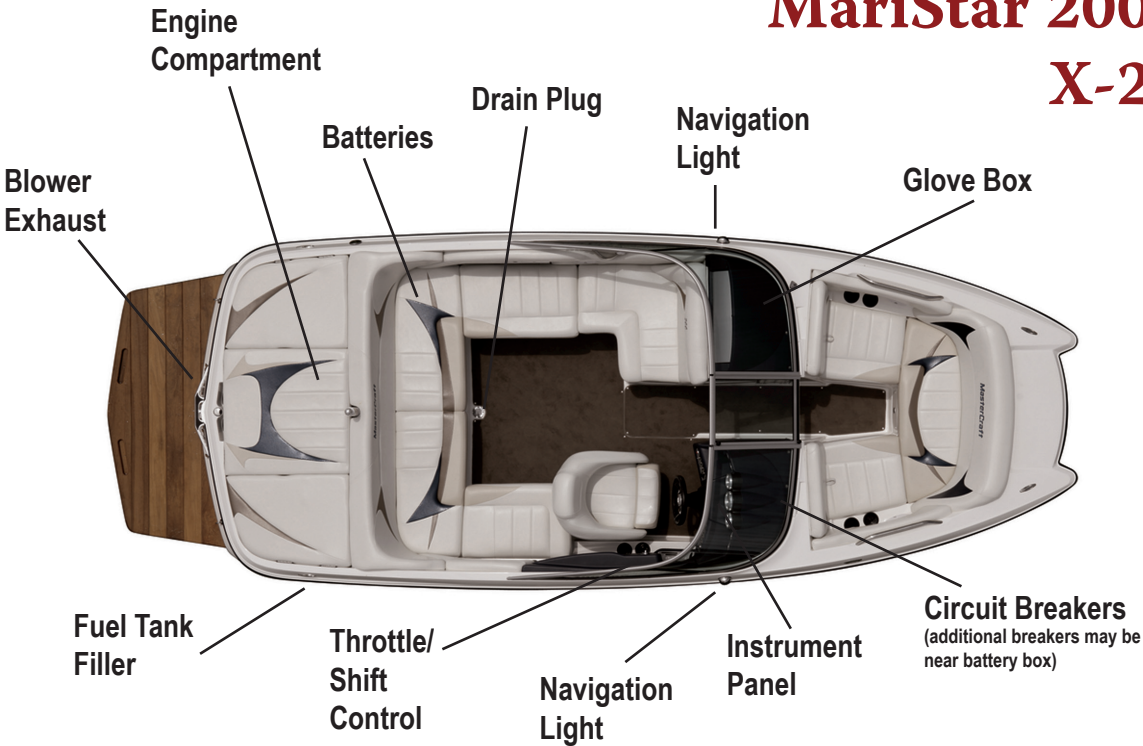 MariStar 200
X-2
Engine
Compartment
Drain Plug
Batteries
Navigation
Light
Blower
Exhaust
Glove Box
MasterCraft
Fuel Tank
Filler
Throttle/
Shift
Control
Navigation
Light
Instrument
Panel
Circuit Breakers
(additional breakers may be
near battery box)